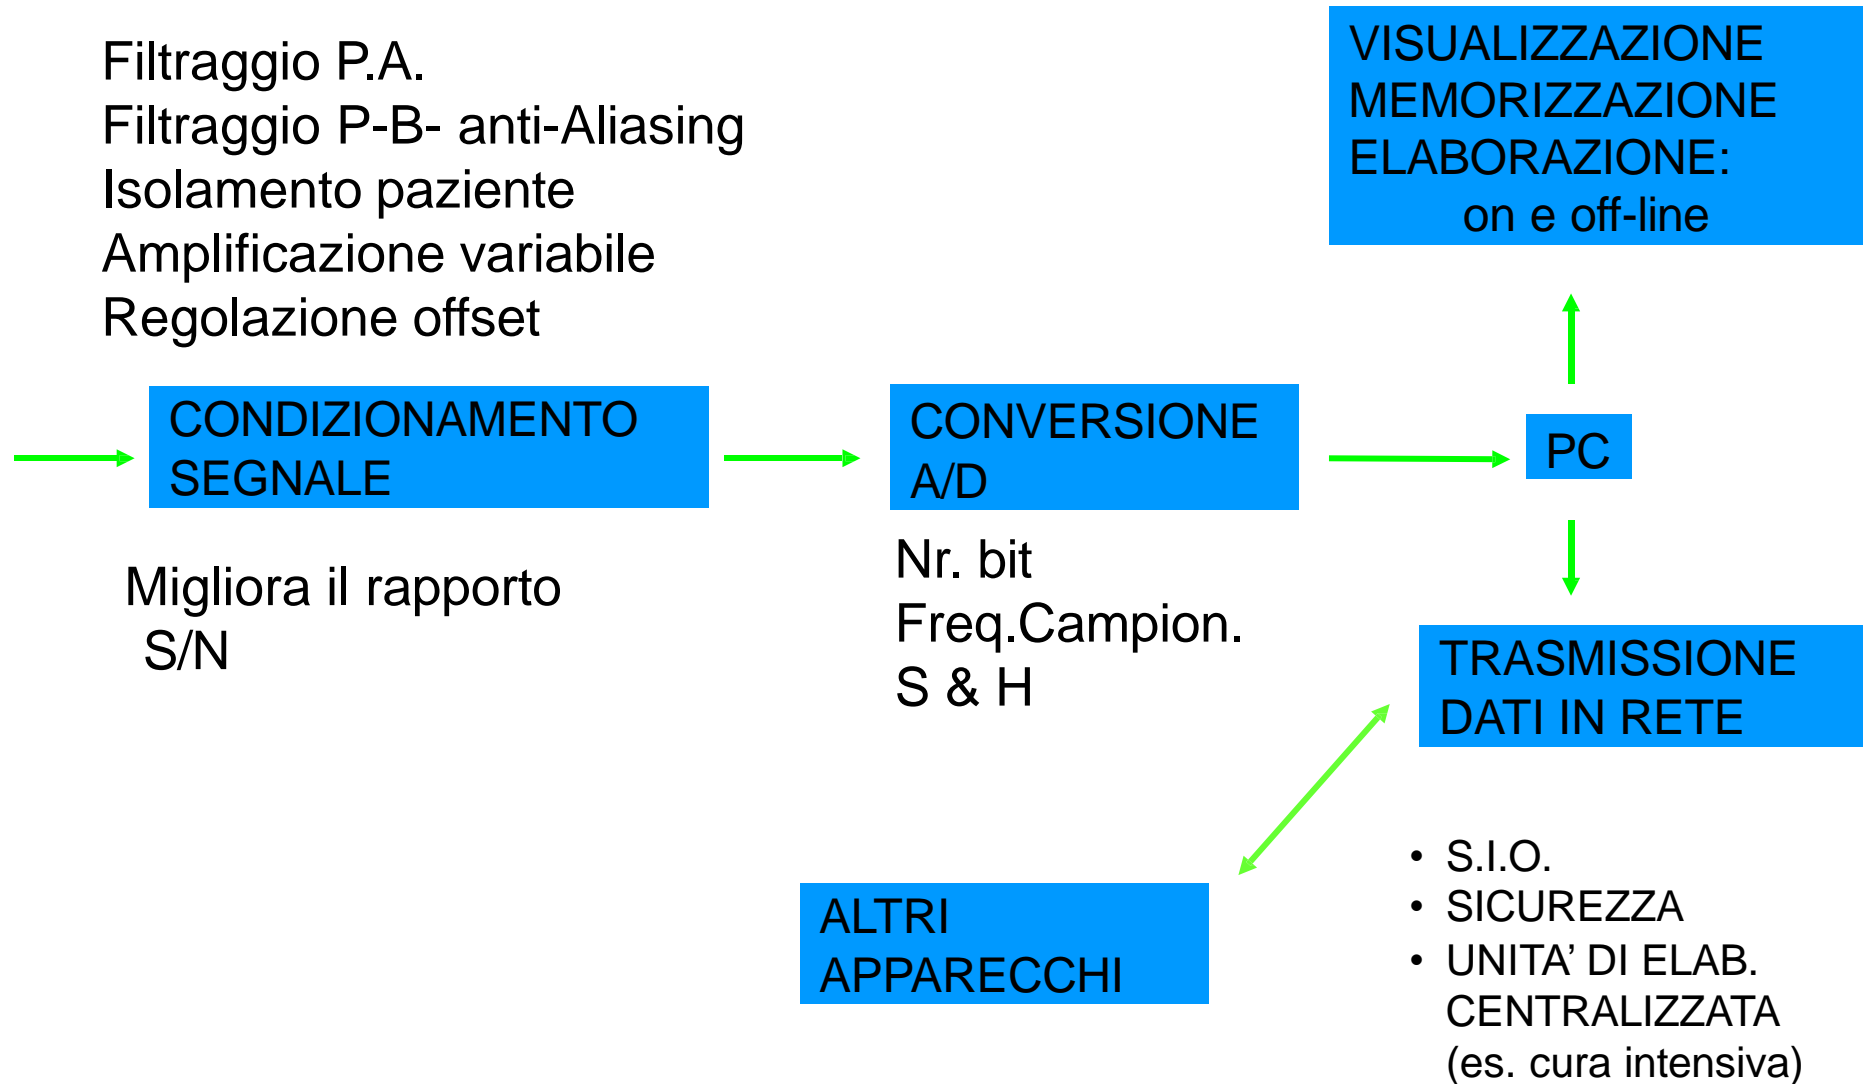 Filtraggio P.A.
Filtraggio P-B- anti-Aliasing
Isolamento paziente
Amplificazione variabile
Regolazione offset
VISUALIZZAZIONE
MEMORIZZAZIONE
ELABORAZIONE:
on e off-line
CONDIZIONAMENTO
SEGNALE
CONVERSIONE
A/D
PC
Migliora il rapporto
S/N
Nr. bit
Freq.Campion.
S & H
TRASMISSIONE
DATI IN RETE
ALTRI
APPARECCHI
• S.I.O.
• SICUREZZA
• UNITA’ DI ELAB.
CENTRALIZZATA
(es. cura intensiva)